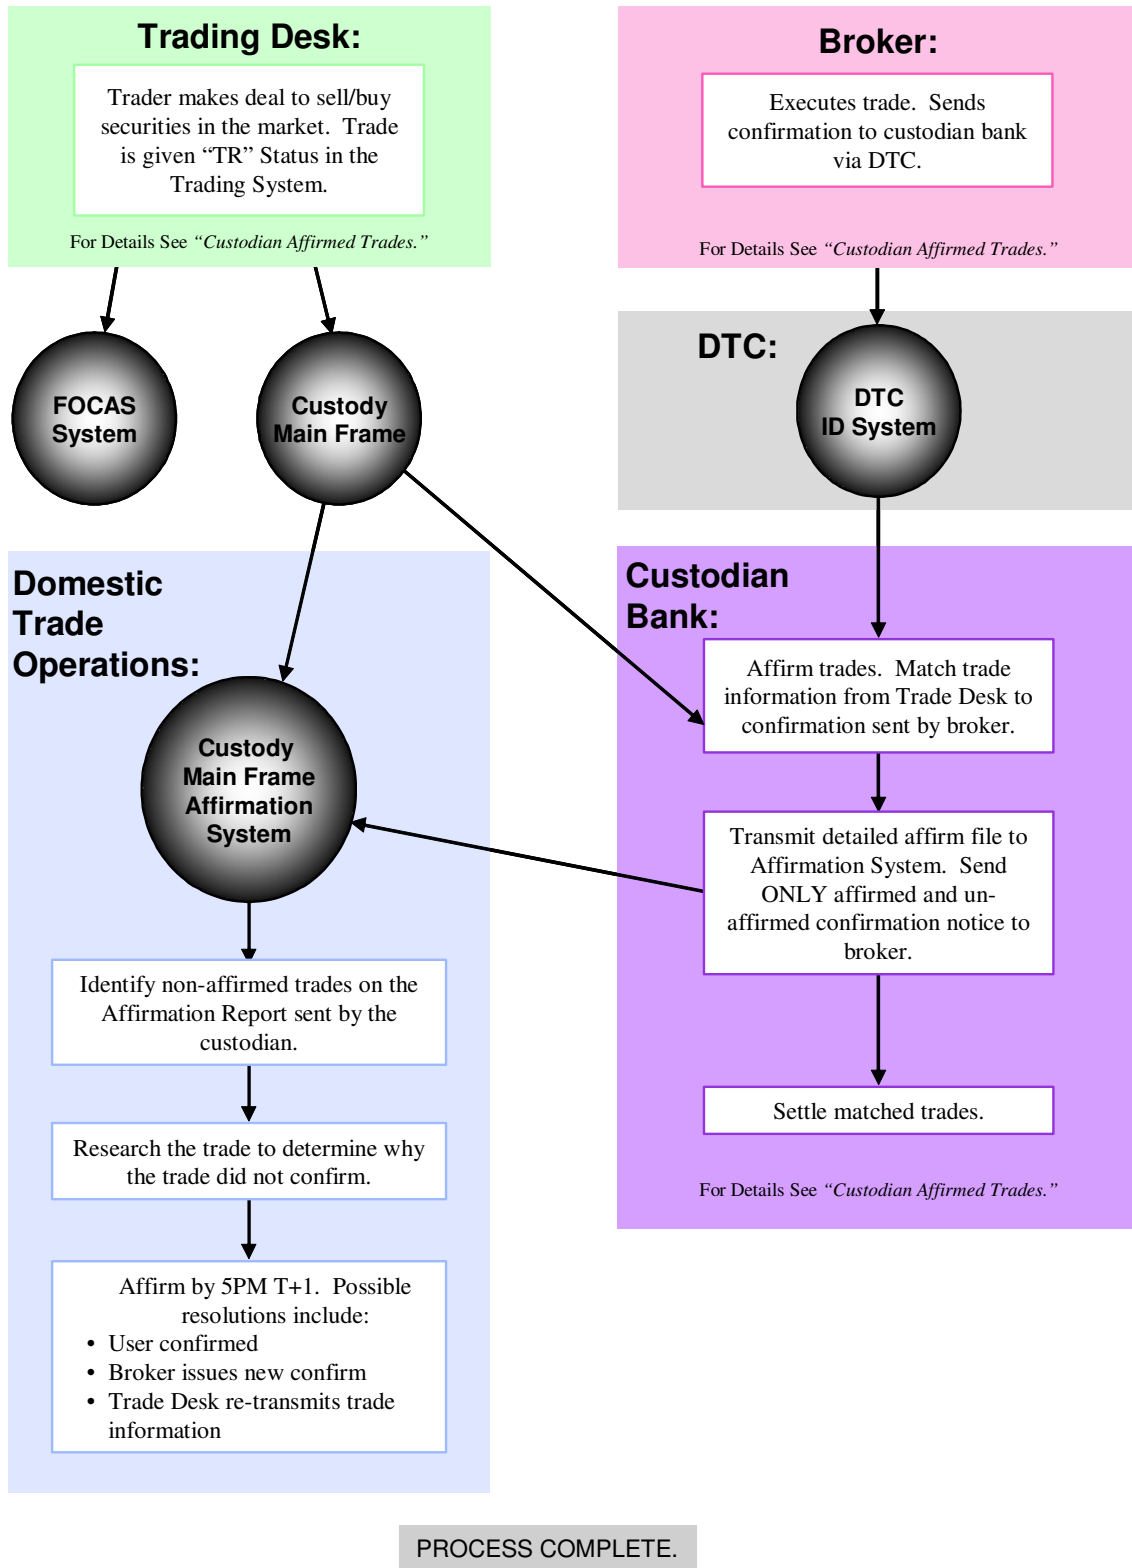 Trading Desk:
Trader makes deal to sell/buy
securities in the market.  Trade
is given “TR” Status in the
Trading System.
For Details See “Custodian Affirmed Trades.”
Broker:
Executes trade.  Sends
confirmation to custodian bank
via DTC.
For Details See “Custodian Affirmed Trades.”
FOCAS
System
Custody
Main Frame
DTC:
DTC
ID System
Domestic
Trade
Operations:
Custody
Main Frame
Affirmation
System
Identify non-affirmed trades on the
Affirmation Report sent by the
custodian.
Research the trade to determine why
the trade did not confirm.
Affirm by 5PM T+1.  Possible
resolutions include:
• User confirmed
• Broker issues new confirm
• Trade Desk re-transmits trade
information
Custodian
Bank:
Affirm trades.  Match trade
information from Trade Desk to
confirmation sent by broker.
Transmit detailed affirm file to
Affirmation System.  Send
ONLY affirmed and un-
affirmed confirmation notice to
broker.
Settle matched trades.
For Details See “Custodian Affirmed Trades.”
PROCESS COMPLETE.